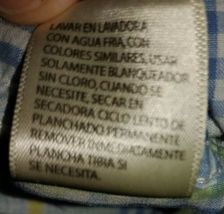 LAVAR EN LAVADORA
CON AGUA FRIA, CON
COLORES SIMILARES, USAR
SOLAMENTE BLANQUEADOR
SIN CLORO, CUANDO SE
NECESITE, SECAR EN
SECADORA CICLO LENTO DE
PLANCHADO PERMANENTE
REMOVER INMEDIATAMENTE
PLANCHA TIBIA SI
SE NECESITA.